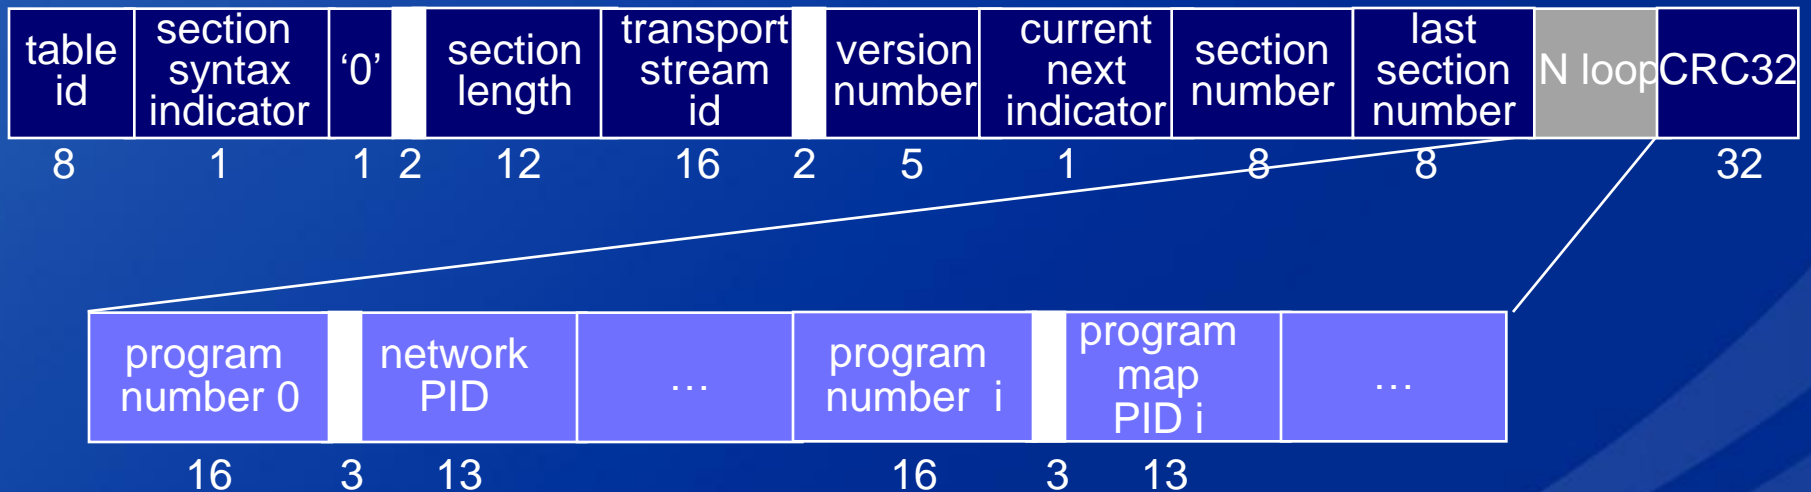 table
id
section
syntax
indicator
‘0’
section
length
transport
stream
id
version
number
current
next
indicator
section
number
last
section
number
N loop
CRC32
8
1
1
2
12
16
2
5
1
8
8
32
program
number 0
network
PID
…
program
number i
program
map
PID i
…
16
3
13
16
3
13